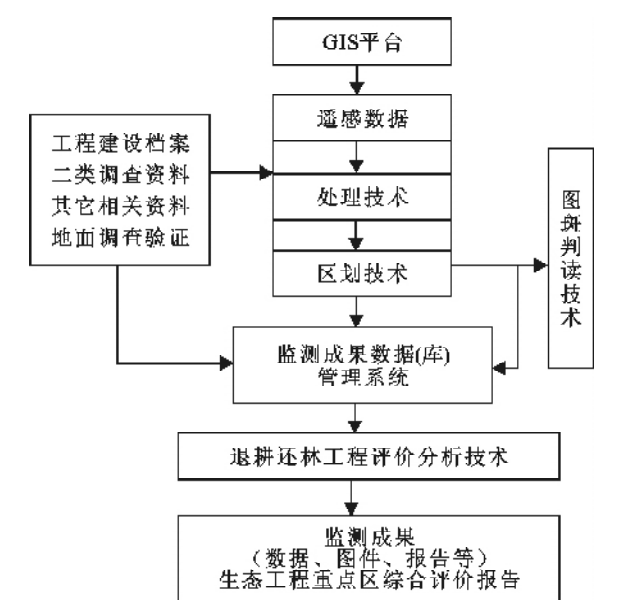 GIS平台
遥感数据
工程建设档案
二类调查资料
其它相关资料
地面调查验证
处理技术
区划技术
图斑判读技术
监测成果数据(库)
管理系统
退耕还林工程评价分析技术
监测成果
(数据、图件、报告等)
生态工程重点区综合评价报告